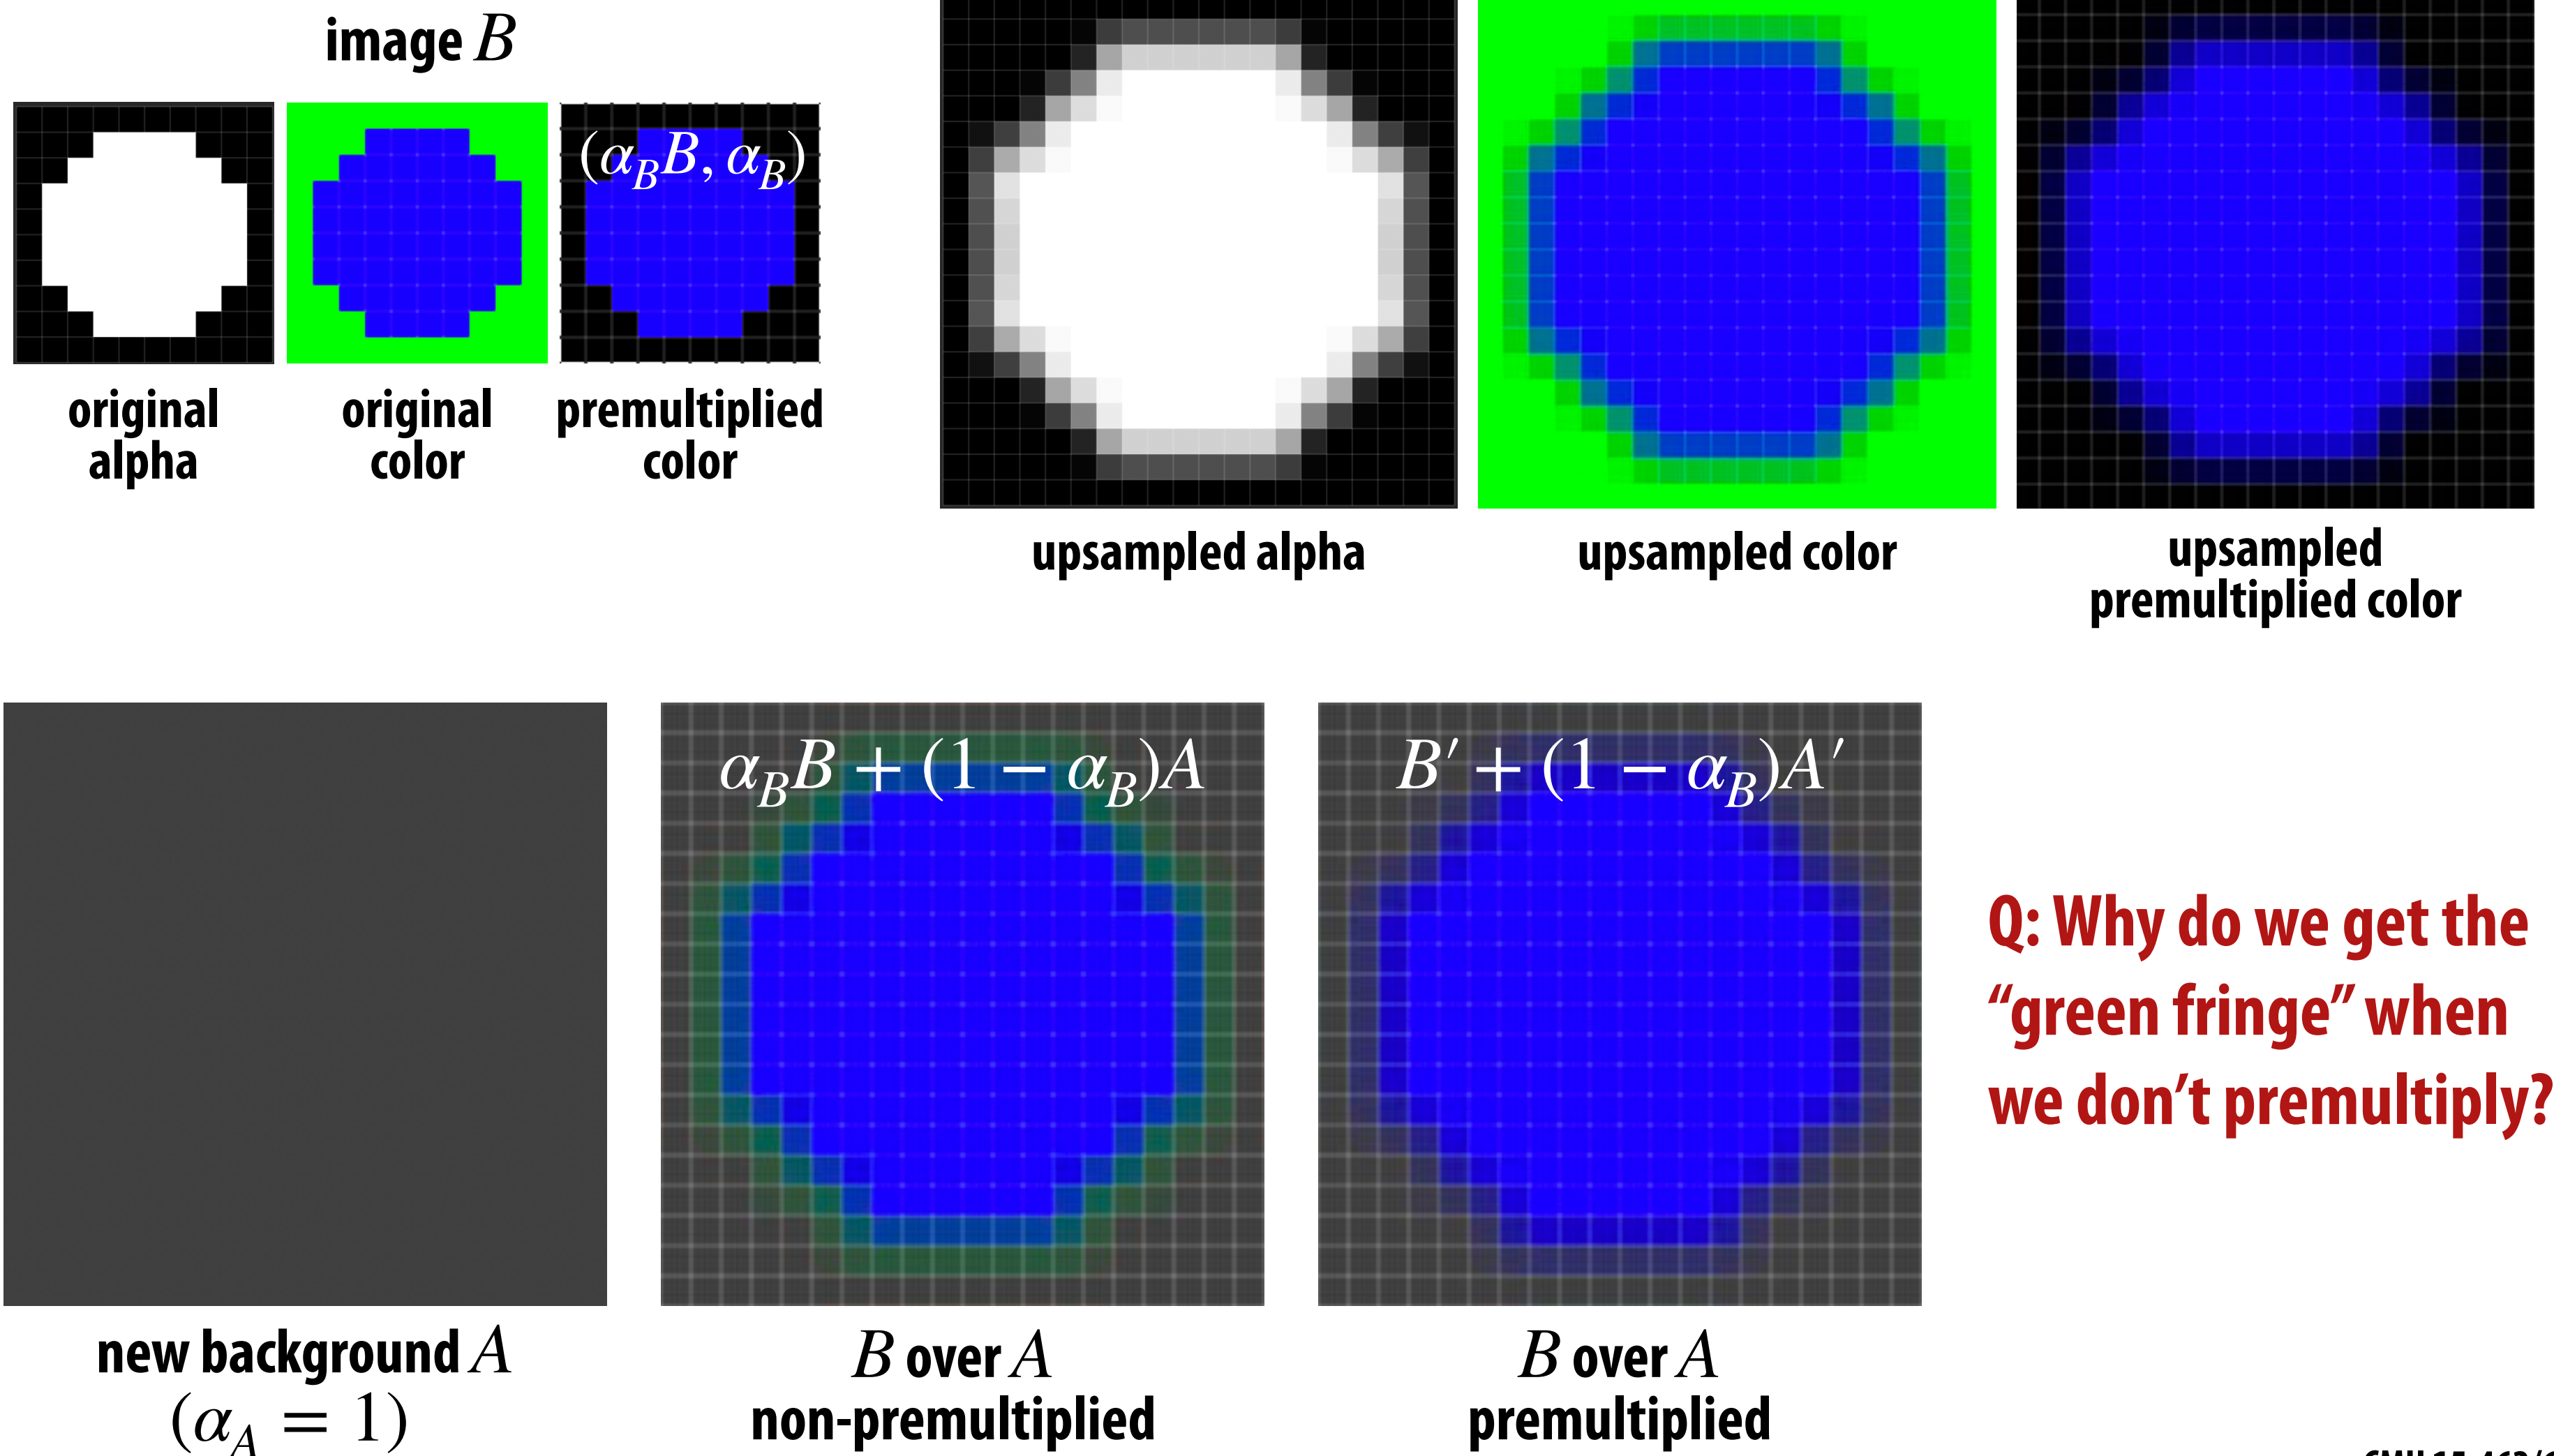 image B
(α_B B, α_B)
original
alpha
original
color
premultiplied
color
upsampled alpha
upsampled color
upsampled
premultiplied color
α_B B + (1 − α_B)A
B′ + (1 − α_B)A′
Q: Why do we get the
“green fringe” when
we don’t premultiply?
new background A
(α_A = 1)
B over A
non-premultiplied
B over A
premultiplied